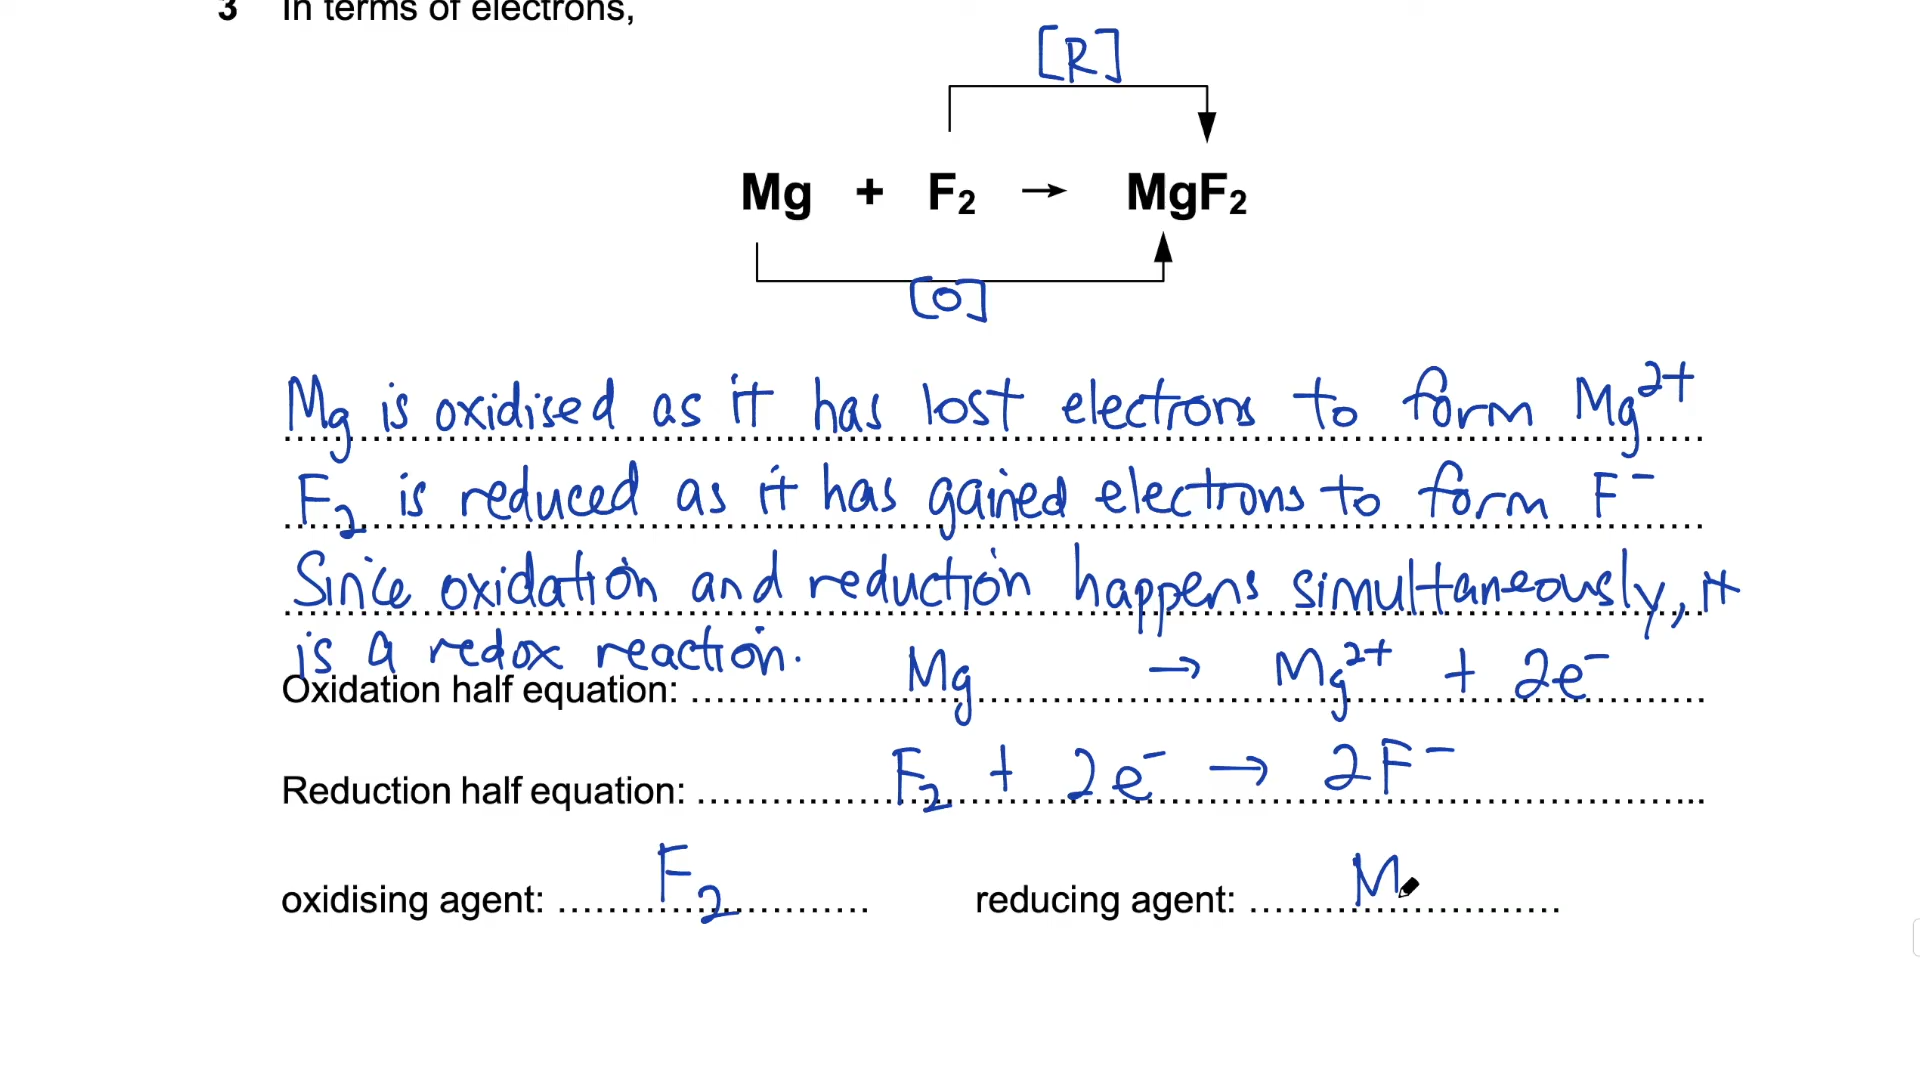 3 In terms of electrons,
[R]
Mg + F₂ → MgF₂
[O]
Mg is oxidised as it has lost electrons to form Mg²⁺
F₂ is reduced as it has gained electrons to form F⁻
Since oxidation and reduction happens simultaneously, it
is a redox reaction.
Oxidation half equation: Mg → Mg²⁺ + 2e⁻
Reduction half equation: F₂ + 2e⁻ → 2F⁻
oxidising agent: F₂ reducing agent: M